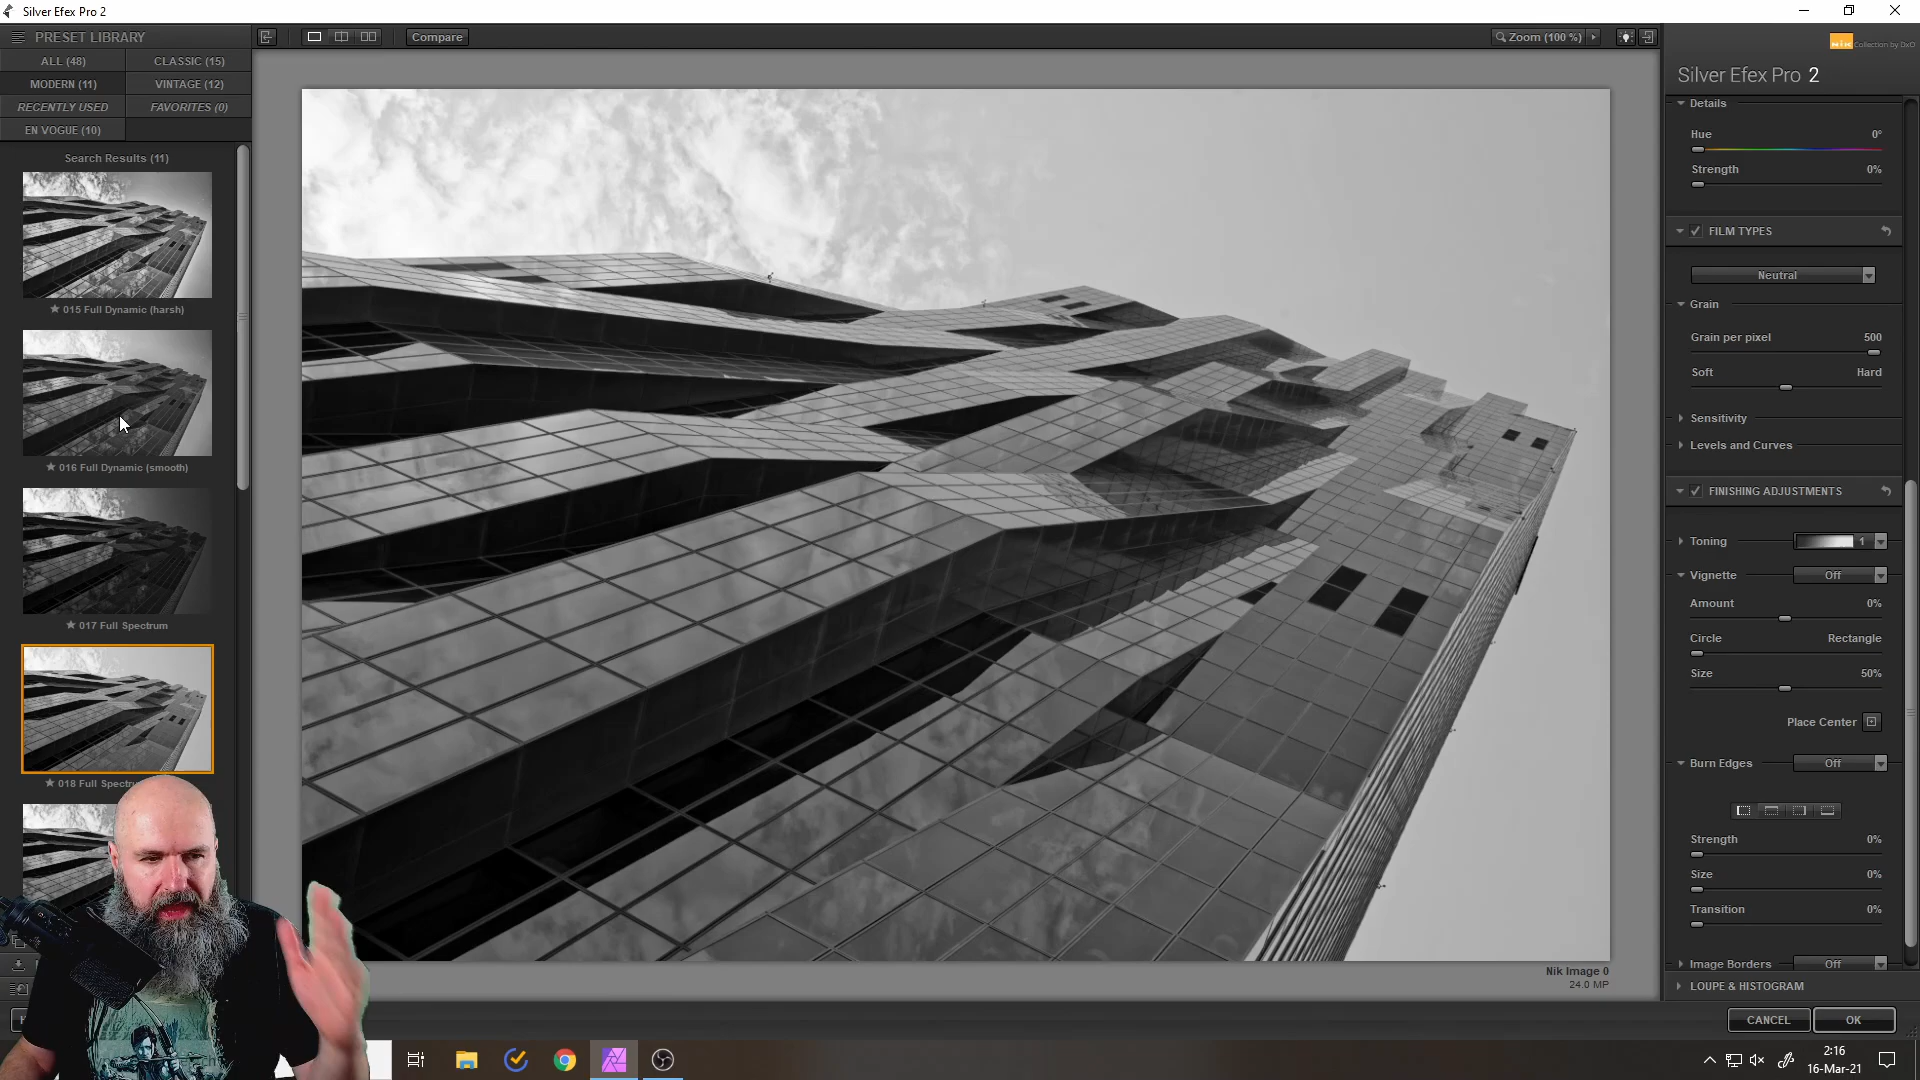 Silver Efex Pro 2
PRESET LIBRARY
Compare
Zoom (100 %)
ALL (48)
CLASSIC (15)
MODERN (11)
VINTAGE (12)
RECENTLY USED
FAVORITES (0)
EN VOGUE (10)
Search Results (11)
015 Full Dynamic (harsh)
016 Full Dynamic (smooth)
017 Full Spectrum
018 Full
Nik Image 0
24.0 MP
Nik Collection by DxO
Silver Efex Pro 2
Details
Hue 0°
Strength 0%
FILM TYPES
Neutral
Grain
Grain per pixel 500
Soft Hard
Sensitivity
Levels and Curves
FINISHING ADJUSTMENTS
Toning 1
Vignette Off
Amount 0%
Circle Rectangle
Size 50%
Place Center
Burn Edges Off
Strength 0%
Size 0%
Transition 0%
Image Borders Off
LOUPE & HISTOGRAM
CANCEL OK
2:16
16-Mar-21